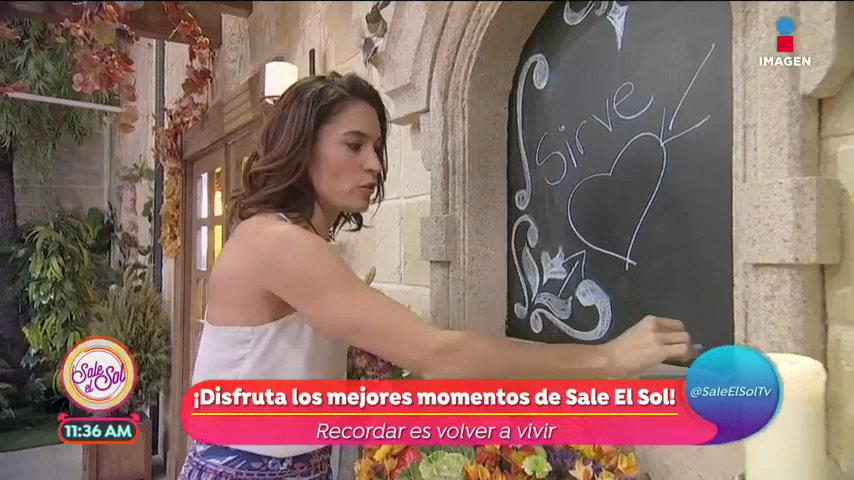 IMAGEN
Sirve
Sale
el Sol
¡Disfruta los mejores momentos de Sale El Sol!
@SaleElSolTv
11:36 AM
Recordar es volver a vivir